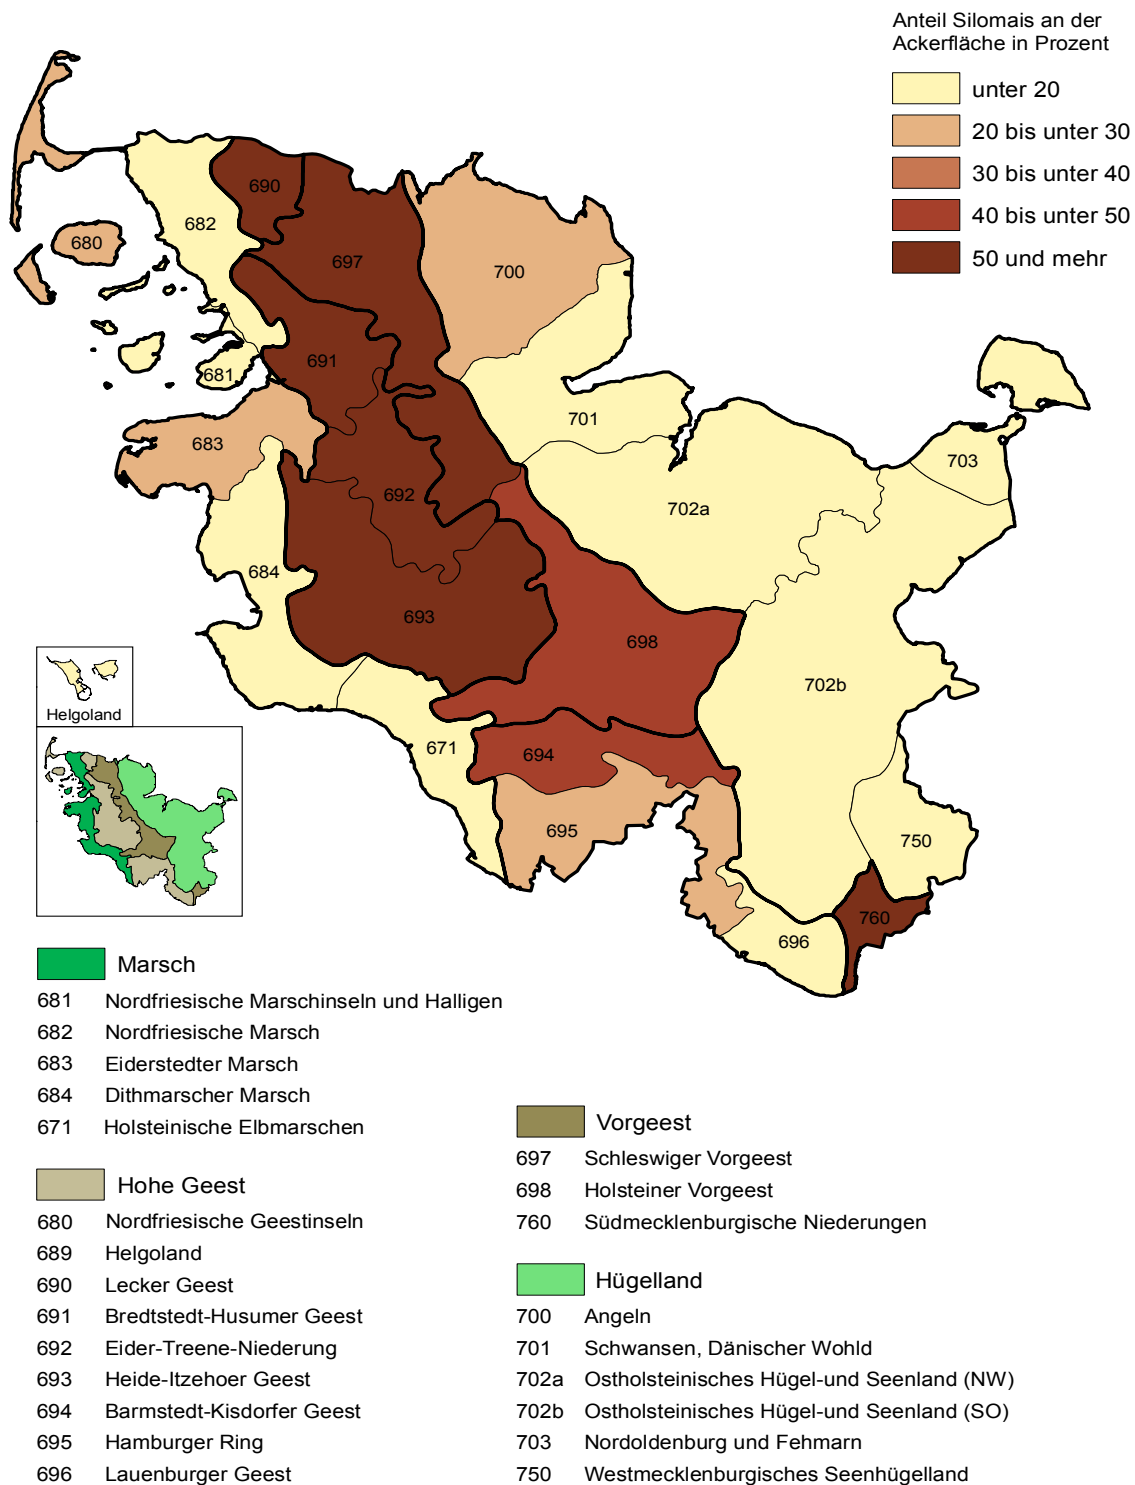 Anteil Silomais an der
Ackerfläche in Prozent
unter 20
20 bis unter 30
30 bis unter 40
40 bis unter 50
50 und mehr
690
682
680
697
700
691
681
701
683
703
692
702a
684
693
698
702b
Helgoland
671
694
695
750
760
696
Marsch
681 Nordfriesische Marschinseln und Halligen
682 Nordfriesische Marsch
683 Eiderstedter Marsch
684 Dithmarscher Marsch
671 Holsteinische Elbmarschen
Hohe Geest
680 Nordfriesische Geestinseln
689 Helgoland
690 Lecker Geest
691 Bredtstedt-Husumer Geest
692 Eider-Treene-Niederung
693 Heide-Itzehoer Geest
694 Barmstedt-Kisdorfer Geest
695 Hamburger Ring
696 Lauenburger Geest
Vorgeest
697 Schleswiger Vorgeest
698 Holsteiner Vorgeest
760 Südmecklenburgische Niederungen
Hügelland
700 Angeln
701 Schwansen, Dänischer Wohld
702a Ostholsteinisches Hügel-und Seenland (NW)
702b Ostholsteinisches Hügel-und Seenland (SO)
703 Nordoldenburg und Fehmarn
750 Westmecklenburgisches Seenhügelland